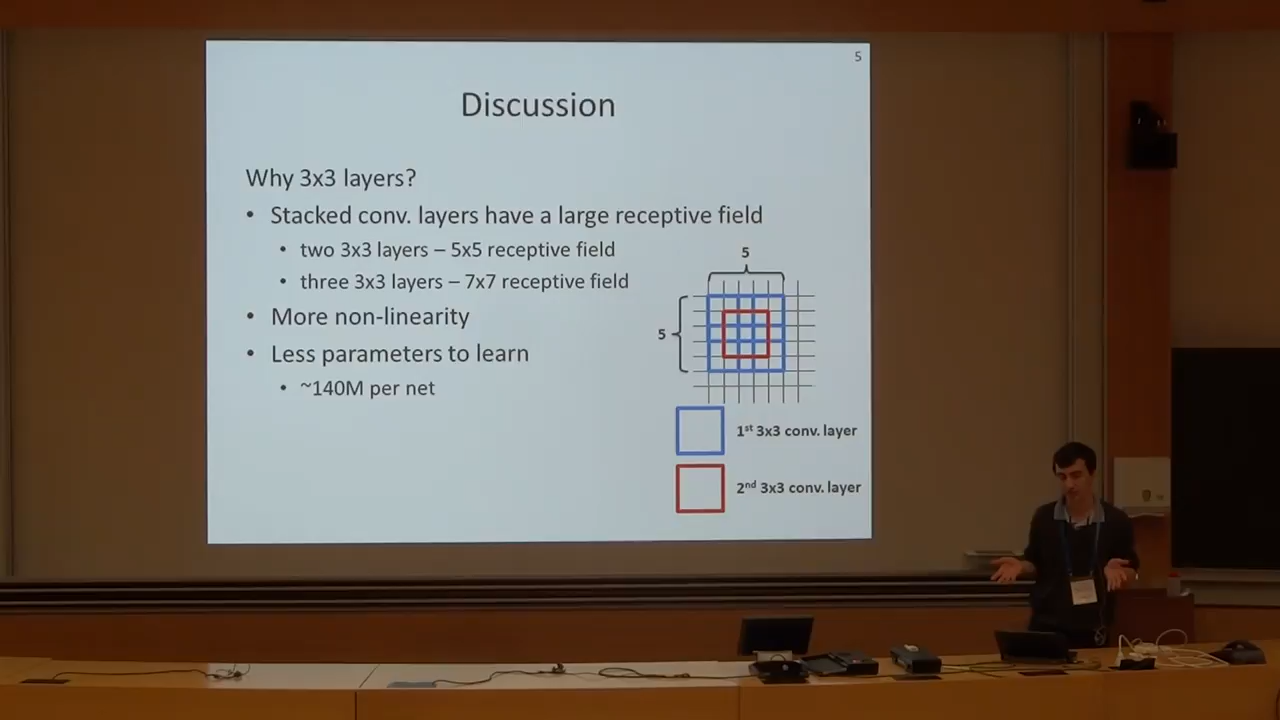 5
Discussion
Why 3x3 layers?
• Stacked conv. layers have a large receptive field
• two 3x3 layers – 5x5 receptive field
• three 3x3 layers – 7x7 receptive field
• More non-linearity
• Less parameters to learn
• ~140M per net
5
5
1st 3x3 conv. layer
2nd 3x3 conv. layer